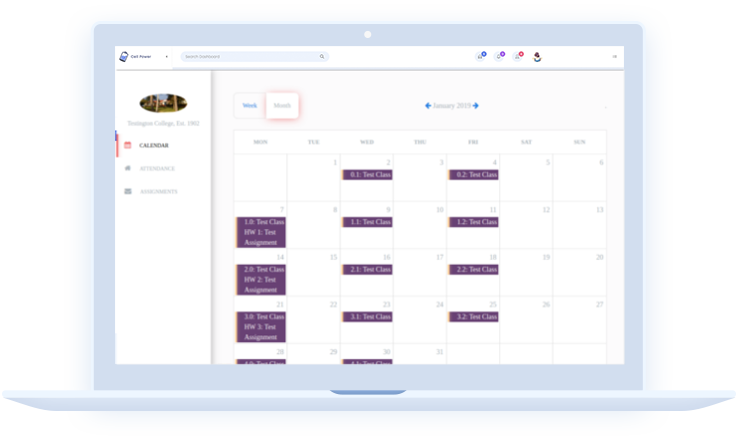 Call Power
Search Dashboard
Week
Month
January 2019
Tennington College, Est. 1902
CALENDAR
ATTENDANCE
ASSIGNMENTS
MON TUE WED THU FRI SAT SUN
1 2 3 4 5 6
0.1: Test Class
0.2: Test Class
7 8 9 10 11 12 13
1.0: Test Class
HW 1: Test
Assignment
1.1: Test Class
1.2: Test Class
14 15 16 17 18 19 20
2.0: Test Class
HW 2: Test
Assignment
2.1: Test Class
2.2: Test Class
21 22 23 24 25 26 27
3.0: Test Class
HW 3: Test
Assignment
3.1: Test Class
3.2: Test Class
28 29 30 31